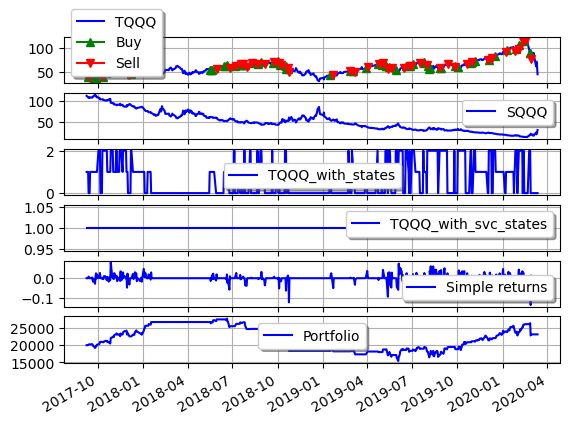 TQQQ
Buy
Sell
100
50
SQQQ
100
50
TQQQ_with_states
2
0
TQQQ_with_svc_states
1.05
1.00
0.95
Simple returns
0.0
−0.1
Portfolio
25000
20000
15000
2017-10 2018-01 2018-04 2018-07 2018-10 2019-01 2019-04 2019-07 2019-10 2020-01 2020-04